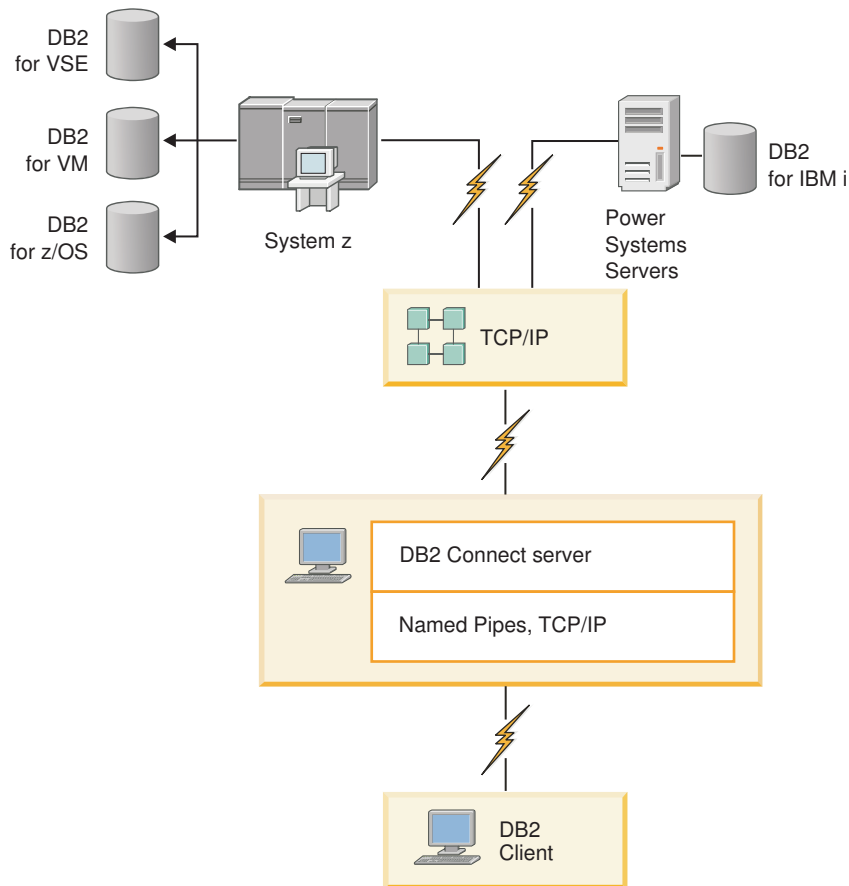 DB2
for VSE
DB2
for VM
DB2
for z/OS
System z
Power
Systems
Servers
DB2
for IBM i
TCP/IP
DB2 Connect server
Named Pipes, TCP/IP
DB2
Client